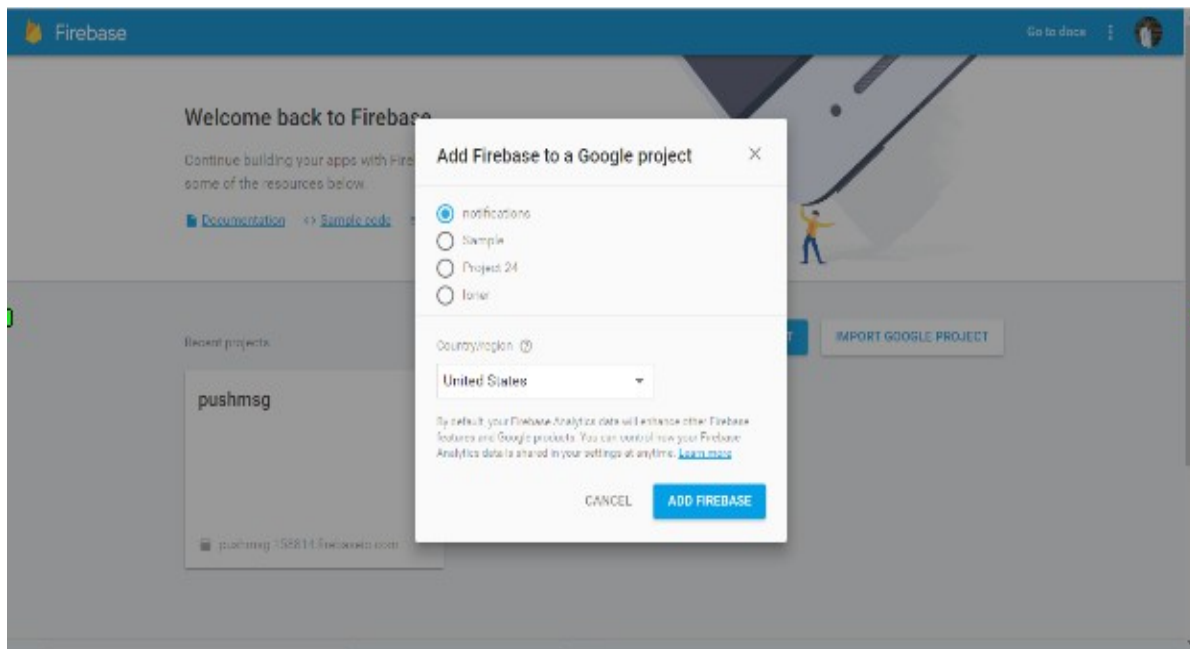 Firebase
Go to docs
Welcome back to Firebase
Continue building your apps with Fire
some of the resources below.
Documentation <> Sample code
Add Firebase to a Google project
notifications
Sample
Project 24
Country/region
United States
By default, your Firebase Analytics data will enhance other Firebase
features and Google products. You can control how your Firebase
Analytics data is shared in your settings at anytime. Learn more
CANCEL
ADD FIREBASE
Recent projects
T
IMPORT GOOGLE PROJECT
pushmsg